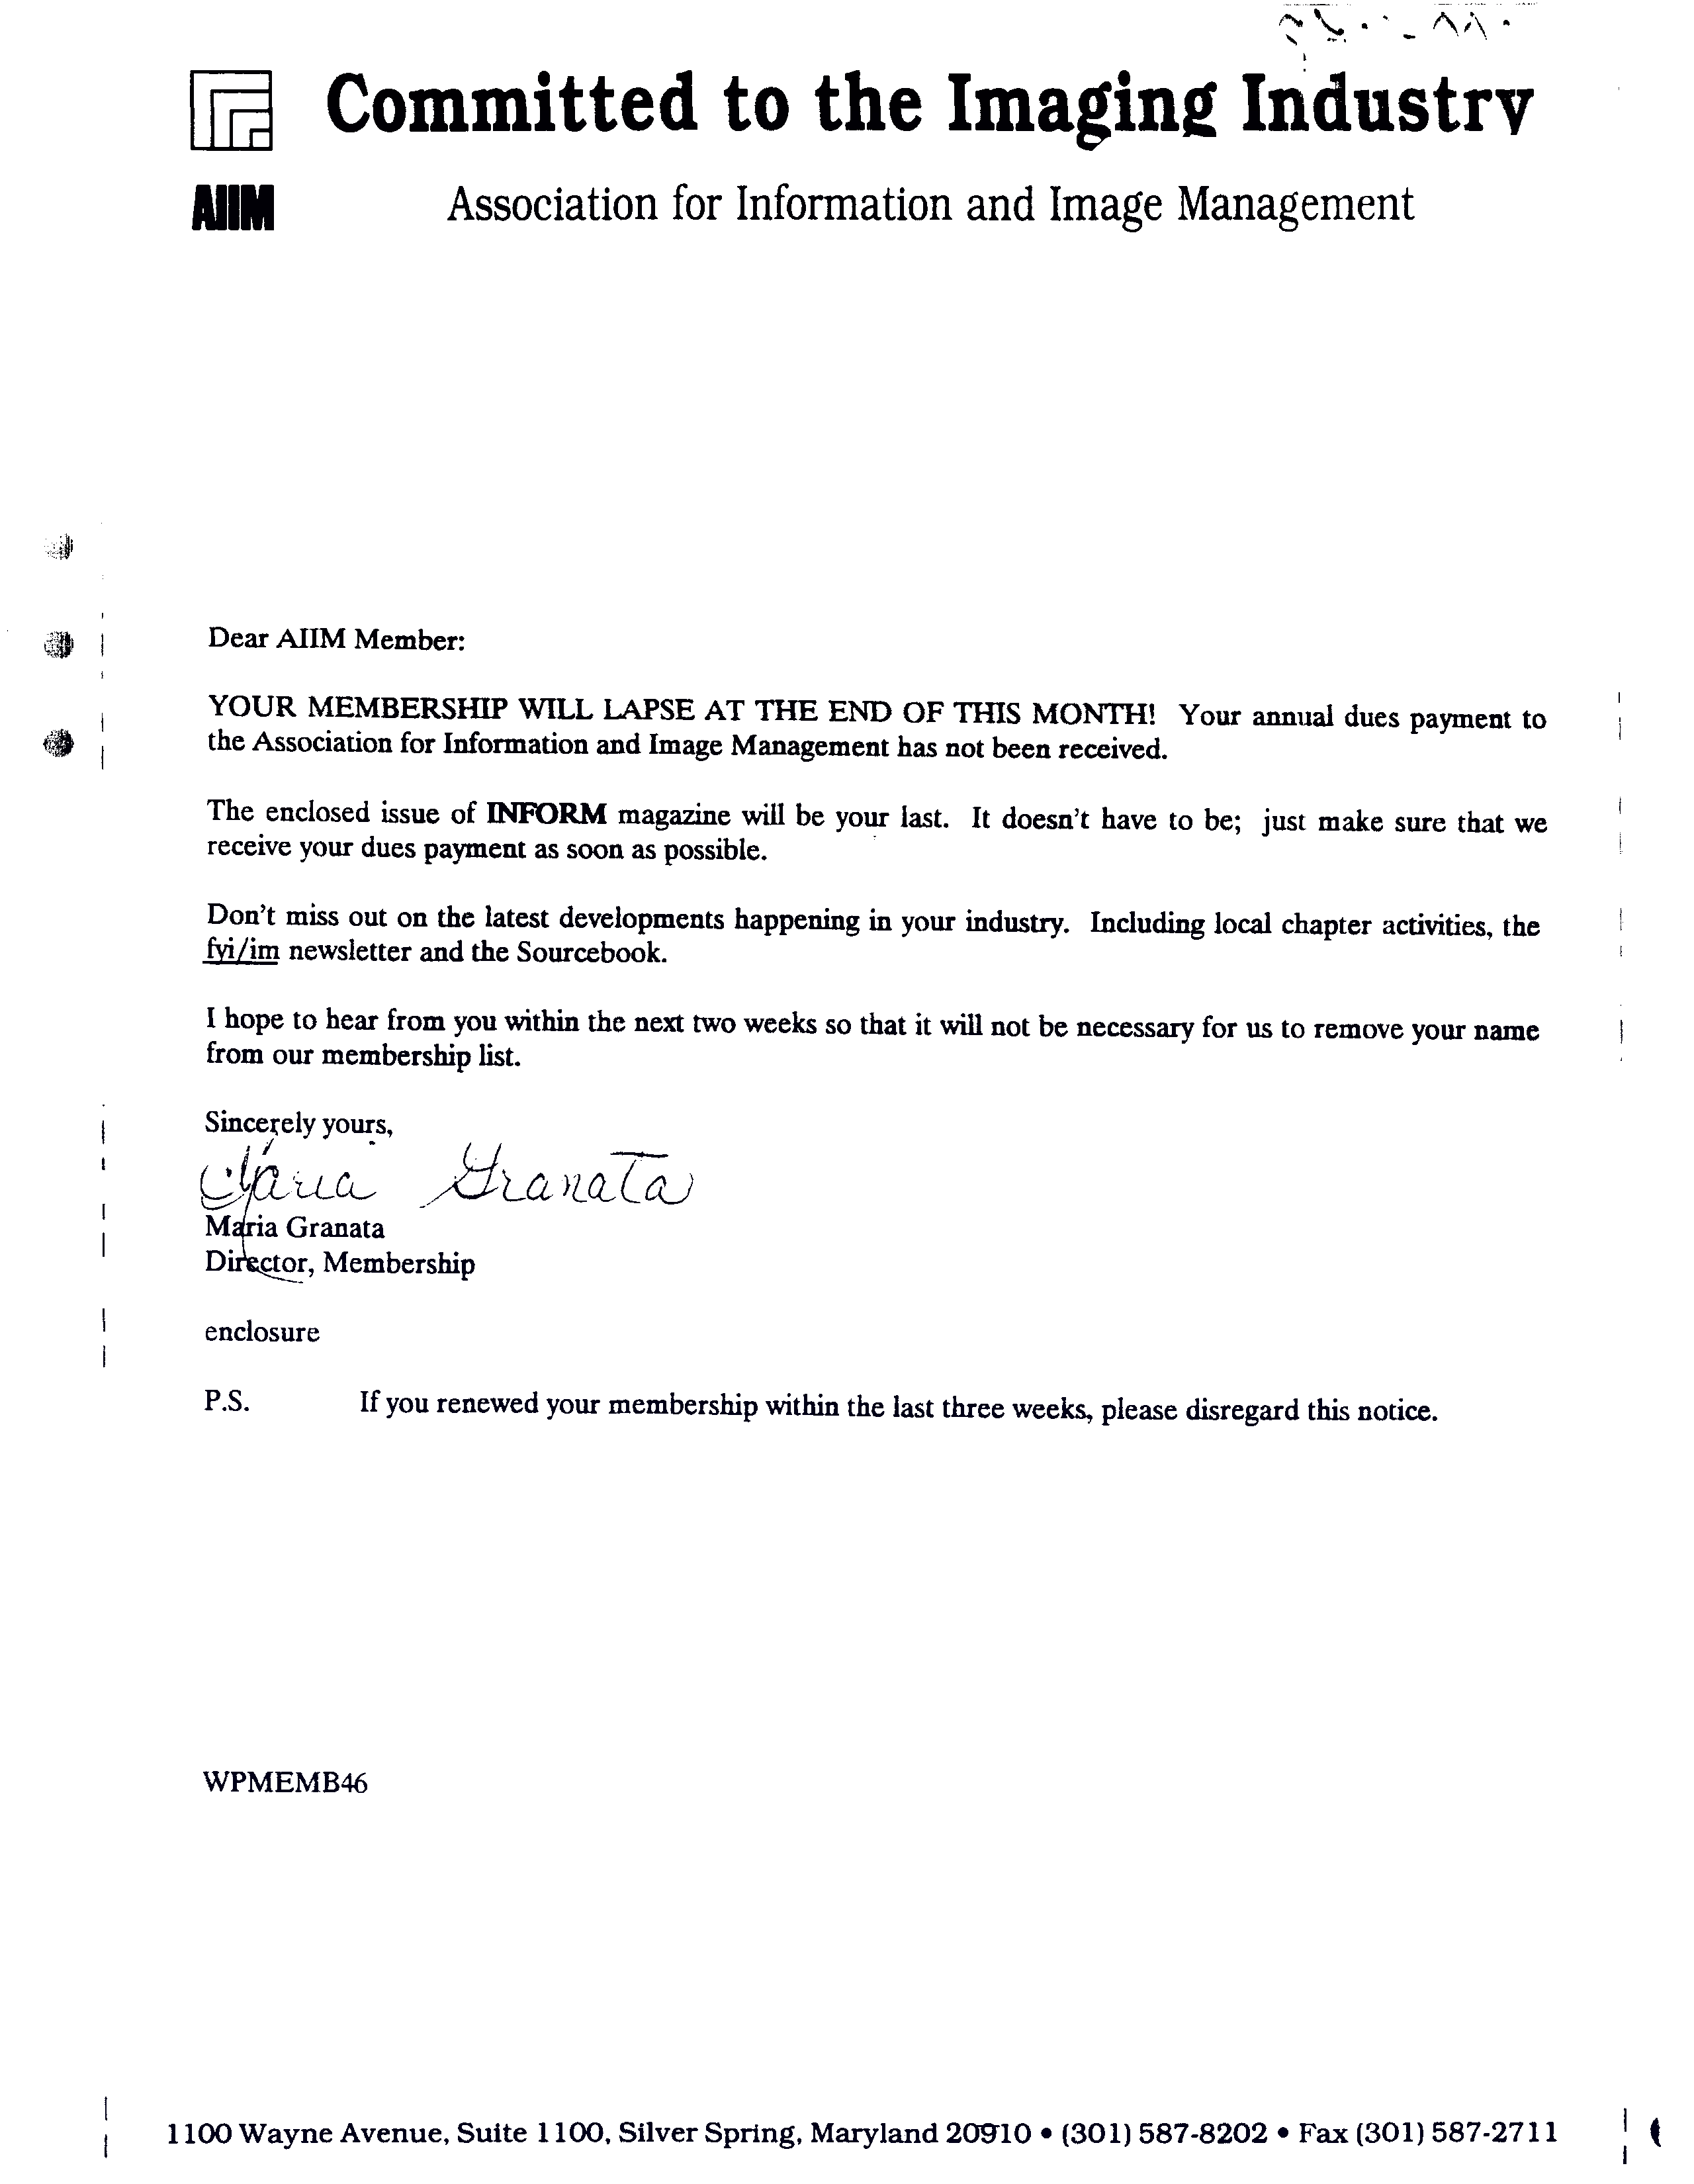 Committed to the Imaging Industry
AIIM
Association for Information and Image Management
Dear AIIM Member:
YOUR MEMBERSHIP WILL LAPSE AT THE END OF THIS MONTH! Your annual dues payment to
the Association for Information and Image Management has not been received.
The enclosed issue of INFORM magazine will be your last. It doesn't have to be; just make sure that we
receive your dues payment as soon as possible.
Don't miss out on the latest developments happening in your industry. Including local chapter activities, the
fyi/im newsletter and the Sourcebook.
I hope to hear from you within the next two weeks so that it will not be necessary for us to remove your name
from our membership list.
Sincerely yours,
Maria Granata
Maria Granata
Director, Membership
enclosure
P.S. If you renewed your membership within the last three weeks, please disregard this notice.
WPMEMB46
1100 Wayne Avenue, Suite 1100, Silver Spring, Maryland 20910 • (301) 587-8202 • Fax (301) 587-2711